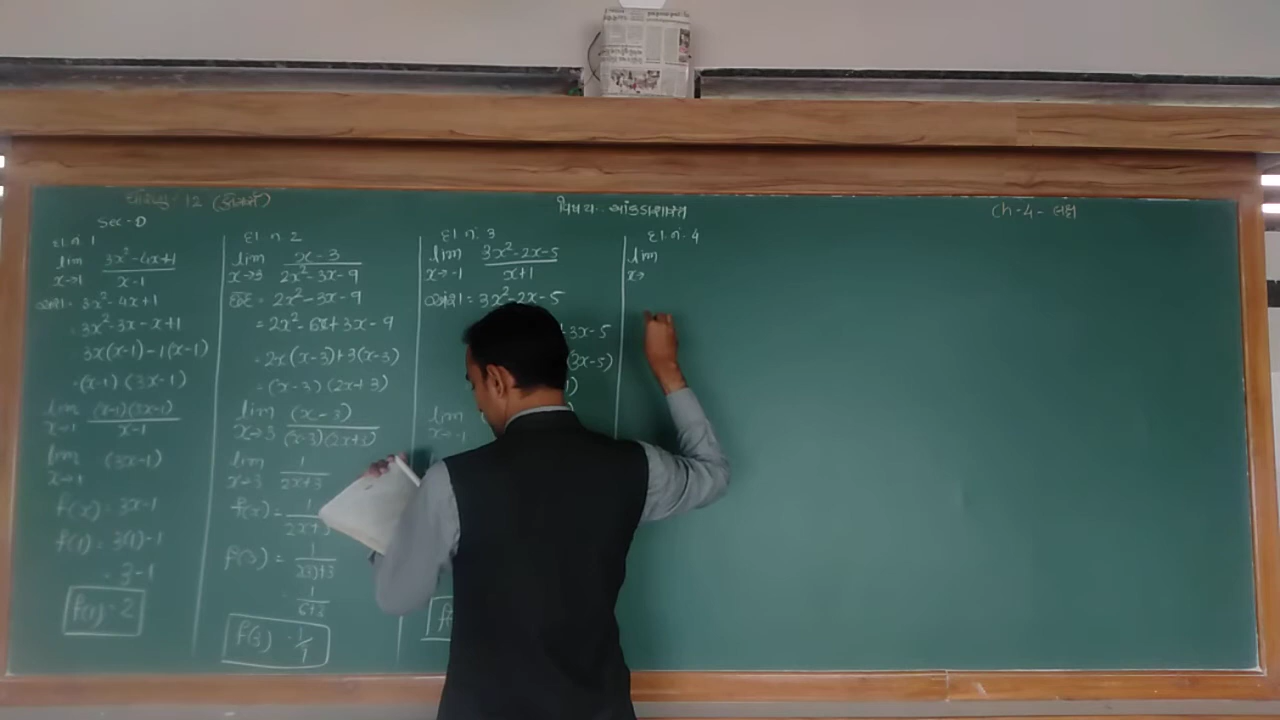 ધોરણ : 12 (કોમર્સ)
વિષય : આંકડાશાસ્ત્ર
Ch-4- લક્ષ
Sec-D
દા.નં. 1
lim x→1 3x²-4x+1 / x-1
અંશ = 3x²-4x+1
= 3x²-3x-x+1
= 3x(x-1)-1(x-1)
= (x-1) (3x-1)
lim x→1 (x-1)(3x-1) / x-1
lim x→1 (3x-1)
f(x) = 3x-1
f(1) = 3(1)-1
= 3-1
f(1) = 2
દા.નં. 2
lim x→3 x-3 / 2x²-3x-9
છેદ = 2x²-3x-9
= 2x²-6x+3x-9
= 2x(x-3)+3(x-3)
= (x-3) (2x+3)
lim x→3 (x-3) / (x-3)(2x+3)
lim x→3 1 / 2x+3
f(x) = 1 / 2x+3
f(3) = 1 / 2(3)+3
= 1 / 6+3
દા.નં. 3
lim x→-1 3x²-2x-5 / x+1
અંશ = 3x²-2x-5
+3x-5
(3x-5)
lim x→-1
દા.નં. 4
lim x→